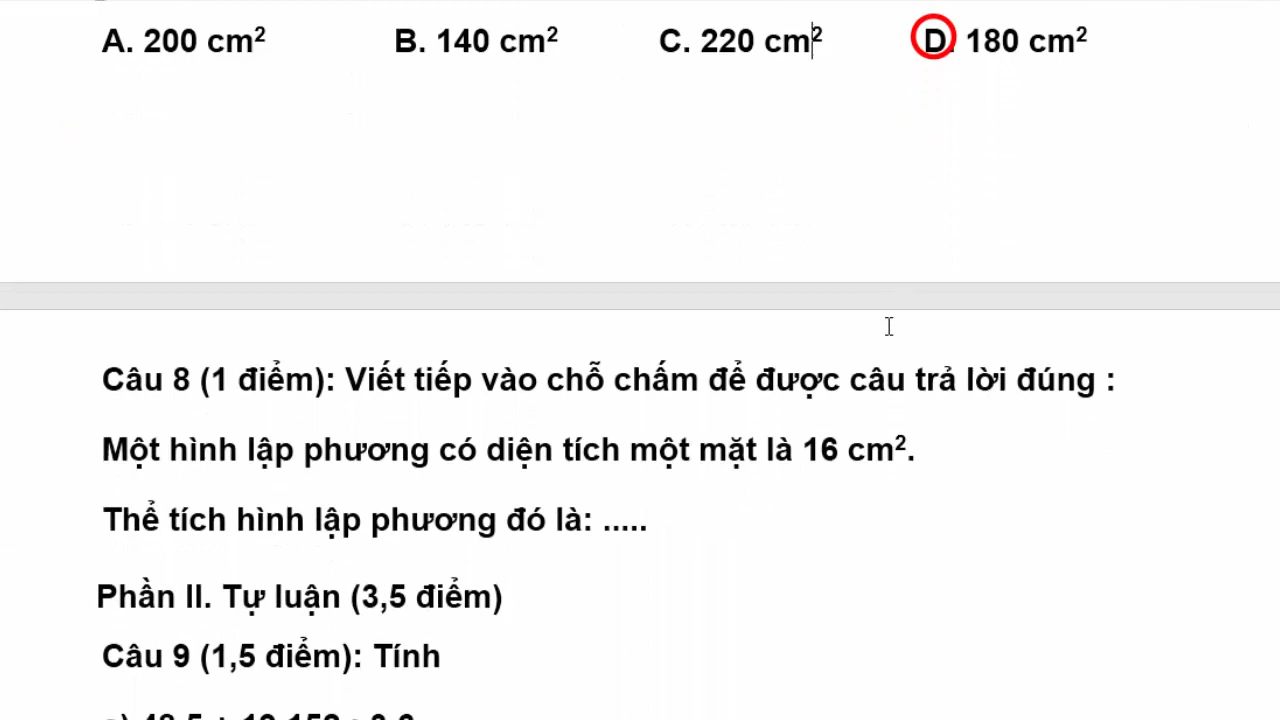 A. 200 cm² B. 140 cm² C. 220 cm² D. 180 cm²
Câu 8 (1 điểm): Viết tiếp vào chỗ chấm để được câu trả lời đúng :
Một hình lập phương có diện tích một mặt là 16 cm².
Thể tích hình lập phương đó là: .....
Phần II. Tự luận (3,5 điểm)
Câu 9 (1,5 điểm): Tính